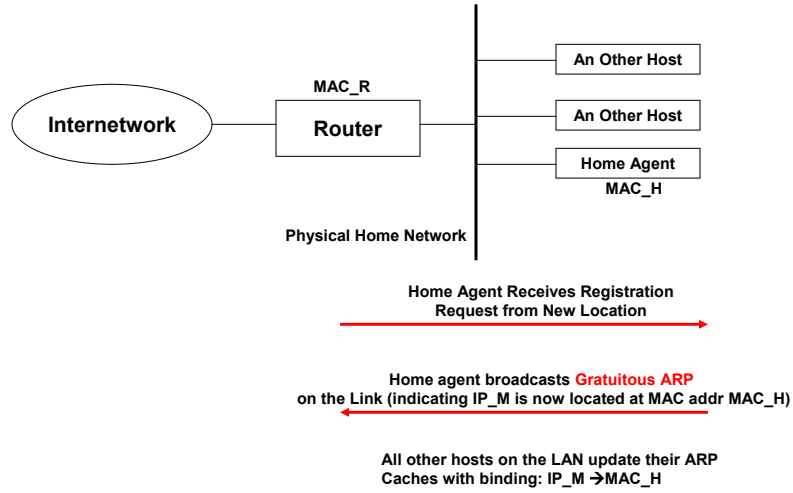 An Other Host
MAC_R
Internetwork
Router
An Other Host
Home Agent
MAC_H
Physical Home Network
Home Agent Receives Registration
Request from New Location
Home agent broadcasts Gratuitous ARP
on the Link (indicating IP_M is now located at MAC addr MAC_H)
All other hosts on the LAN update their ARP
Caches with binding: IP_M →MAC_H